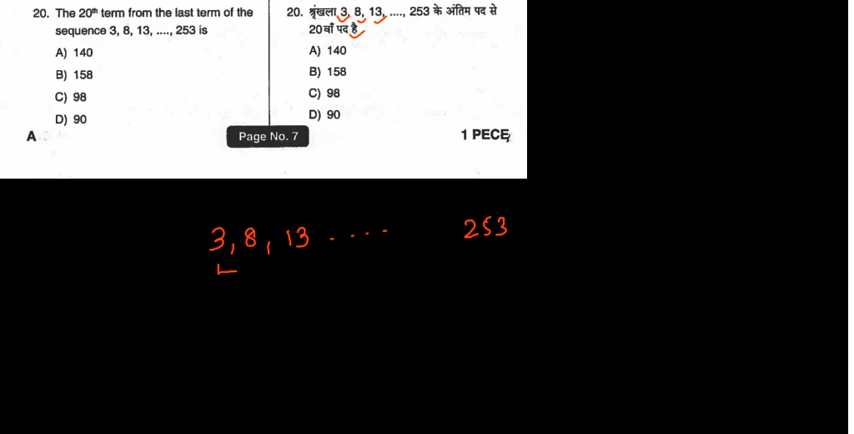 20. The 20th term from the last term of the
sequence 3, 8, 13, ...., 253 is
A) 140
B) 158
C) 98
D) 90
20. श्रृंखला 3, 8, 13, ...., 253 के अंतिम पद से
20वाँ पद है
A) 140
B) 158
C) 98
D) 90
A
Page No. 7
1 PECE
3, 8, 13 .... 253